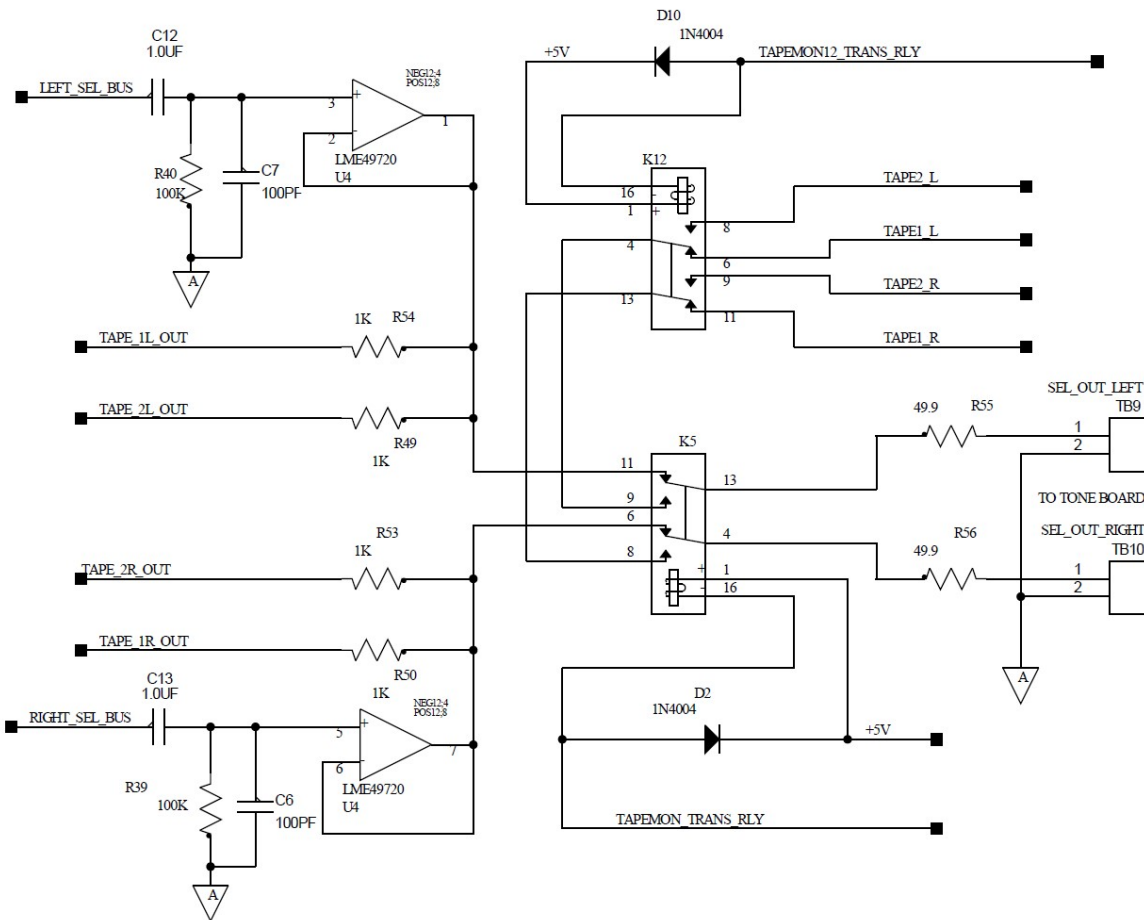 C12
1.0UF
LEFT_SEL_BUS
NEG12;4
POS12;8
3
+
1
2
-
LME49720
U4
R40
100K
C7
100PF
A
D10
1N4004
+5V
TAPEMON12_TRANS_RLY
K12
16
-
1
+
TAPE2_L
8
4
TAPE1_L
6
9
TAPE2_R
13
11
TAPE1_R
1K
R54
TAPE_1L_OUT
TAPE_2L_OUT
R49
1K
SEL_OUT_LEFT
TB9
49.9
R55
1
2
K5
11
13
9
6
TO TONE BOARD
R53
1K
SEL_OUT_RIGHT
TB10
4
R56
49.9
8
1
2
+
1
-
16
TAPE_2R_OUT
TAPE_1R_OUT
R50
1K
A
C13
1.0UF
RIGHT_SEL_BUS
NEG12;4
POS12;8
5
+
7
6
-
LME49720
U4
R39
100K
C6
100PF
A
D2
1N4004
+5V
TAPEMON_TRANS_RLY